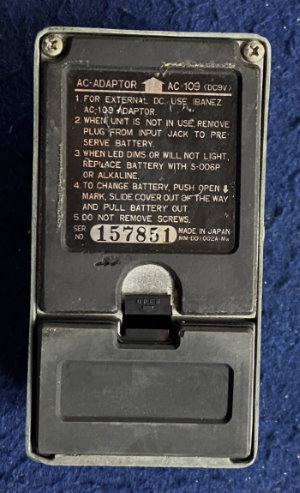 AC-ADAPTOR AC-109 (DC9V)
1. FOR EXTERNAL DC, USE IBANEZ
AC-109 ADAPTOR.
2. WHEN UNIT IS NOT IN USE, REMOVE
PLUG FROM INPUT JACK TO PRE-
SERVE BATTERY.
3. WHEN LED DIMS OR WILL NOT LIGHT,
REPLACE BATTERY WITH S-006P
OR ALKALINE.
4. TO CHANGE BATTERY, PUSH OPEN ⬇
MARK, SLIDE COVER OUT OF THE WAY
AND PULL BATTERY OUT.
5. DO NOT REMOVE SCREWS.
SER. NO. 157831 MADE IN JAPAN
OPEN